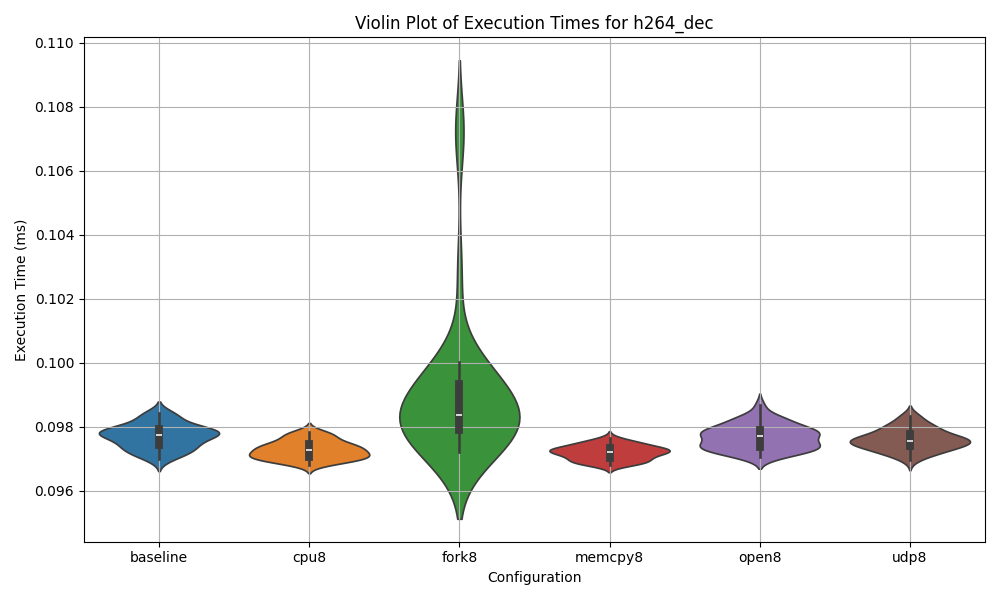 Violin Plot of Execution Times for h264_dec
Execution Time (ms)
0.110
0.108
0.106
0.104
0.102
0.100
0.098
0.096
baseline cpu8 fork8 memcpy8 open8 udp8
Configuration